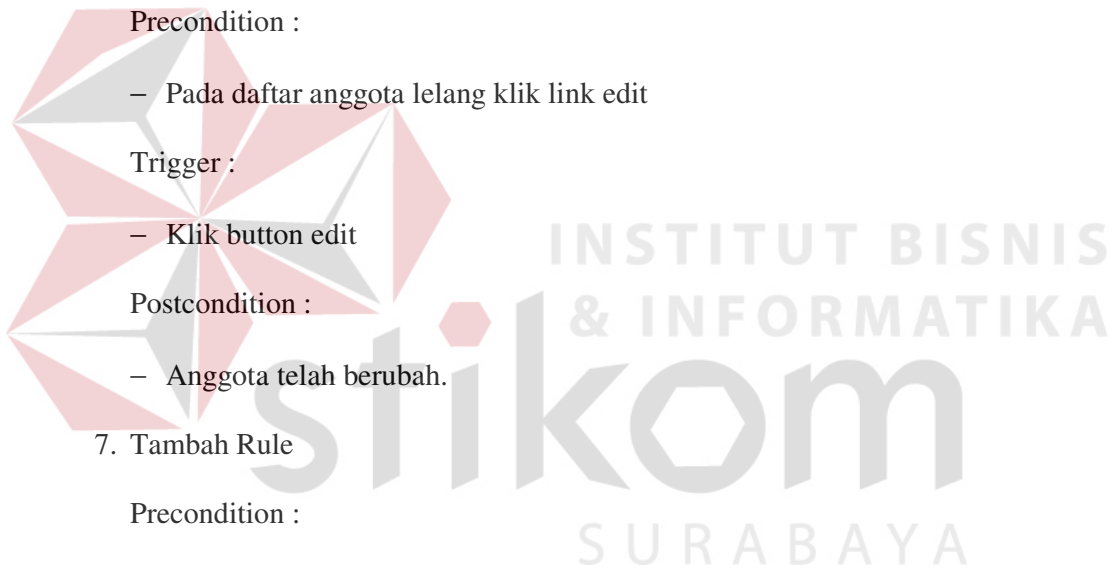 Precondition :
– Pada daftar anggota lelang klik link edit
Trigger :
– Klik button edit
INSTITUT BISNIS
Postcondition :
& INFORMATIKA
– Anggota telah berubah.
stikom
7. Tambah Rule
Precondition :
SURABAYA